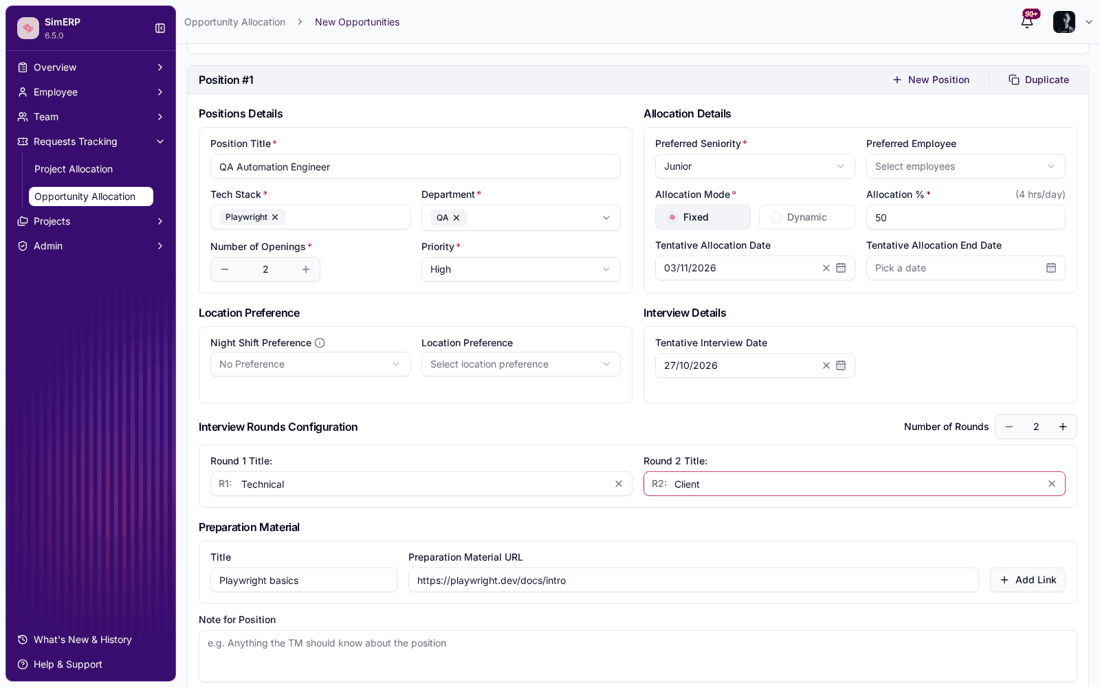 SimERP
6.5.0
Opportunity Allocation > New Opportunities
99+
Overview
Employee
Team
Requests Tracking
Project Allocation
Opportunity Allocation
Projects
Admin
What's New & History
Help & Support
Position #1
+ New Position
Duplicate
Positions Details
Position Title*
QA Automation Engineer
Tech Stack*
Department*
Playwright ×
QA ×
Number of Openings*
Priority*
− 2 +
High
Allocation Details
Preferred Seniority*
Preferred Employee
Junior
Select employees
Allocation Mode*
Allocation %* (4 hrs/day)
Fixed
Dynamic
50
Tentative Allocation Date
Tentative Allocation End Date
03/11/2026
Pick a date
Location Preference
Night Shift Preference
Location Preference
No Preference
Select location preference
Interview Details
Tentative Interview Date
27/10/2026
Interview Rounds Configuration
Number of Rounds − 2 +
Round 1 Title:
Round 2 Title:
R1: Technical
R2: Client
Preparation Material
Title
Preparation Material URL
Playwright basics
https://playwright.dev/docs/intro
+ Add Link
Note for Position
e.g. Anything the TM should know about the position